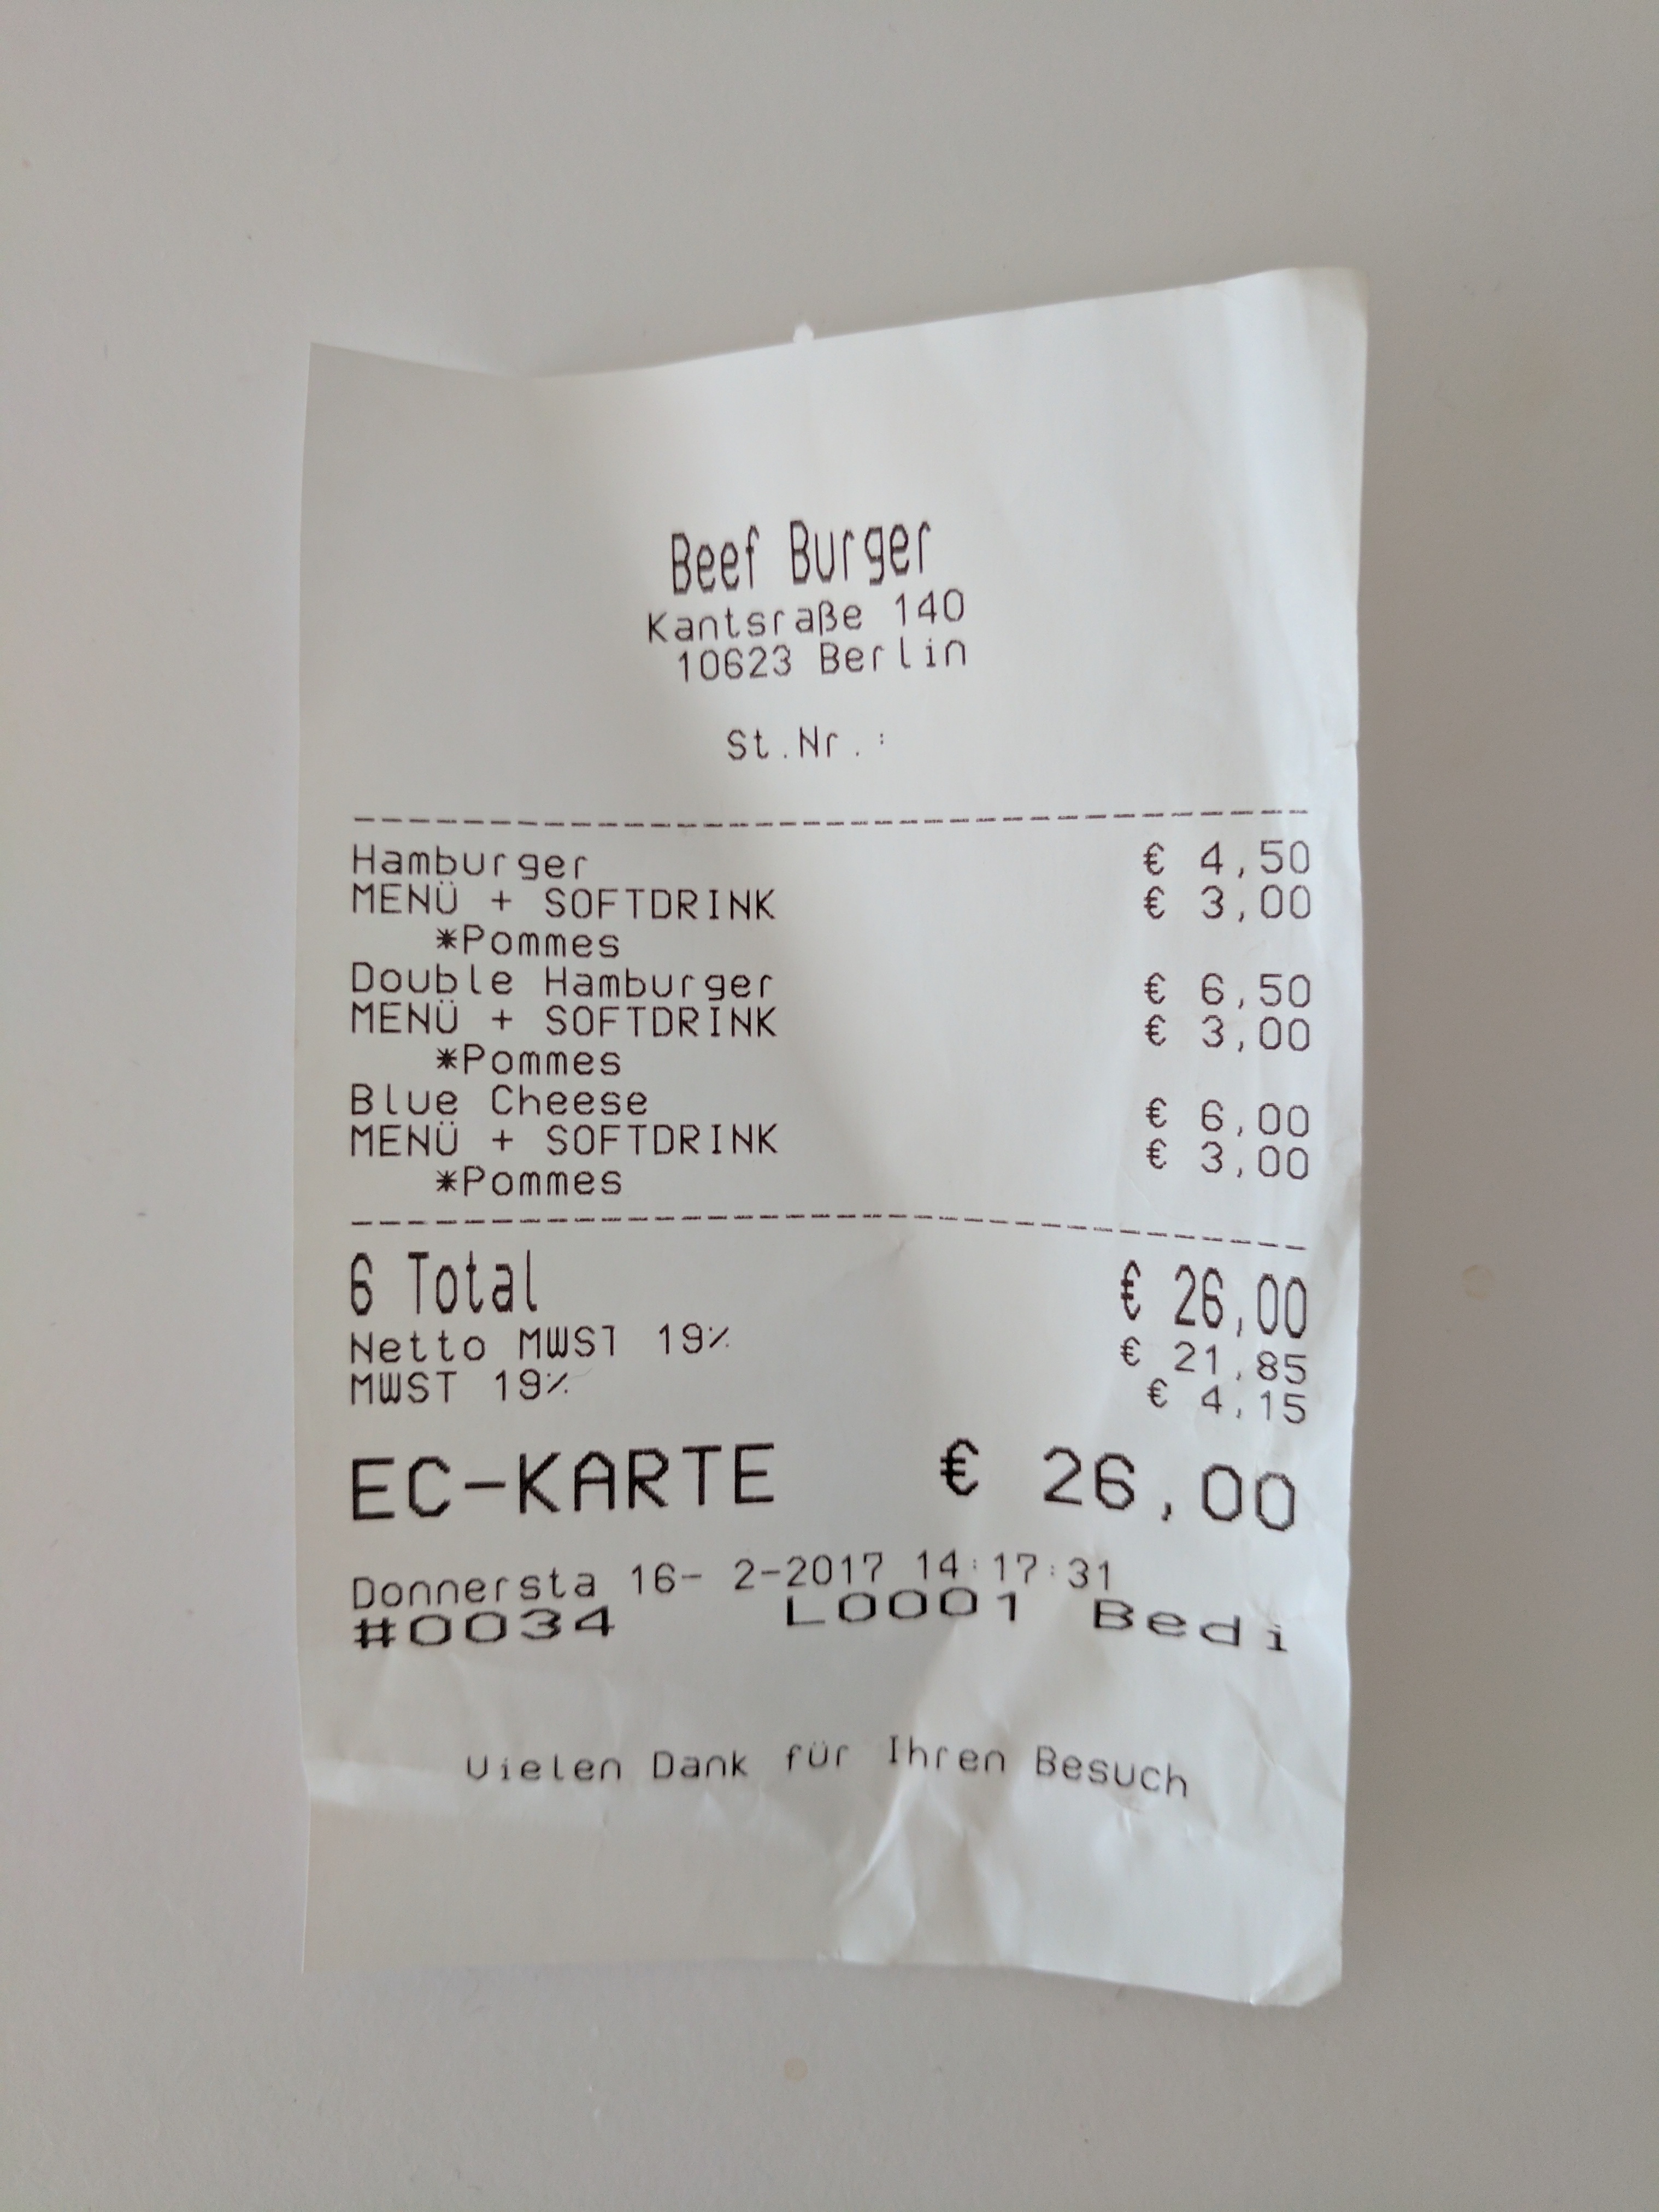 Beef Burger
Kantsraße 140
10623 Berlin
St.Nr.:
Hamburger € 4,50
MENÜ + SOFTDRINK € 3,00
*Pommes
Double Hamburger € 6,50
MENÜ + SOFTDRINK € 3,00
*Pommes
Blue Cheese € 6,00
MENÜ + SOFTDRINK € 3,00
*Pommes
6 Total € 26,00
Netto MWST 19% € 21,85
MWST 19% € 4,15
EC-KARTE € 26,00
Donnersta 16- 2-2017 14:17:31
#0034 L0001 Bedi
Vielen Dank für Ihren Besuch